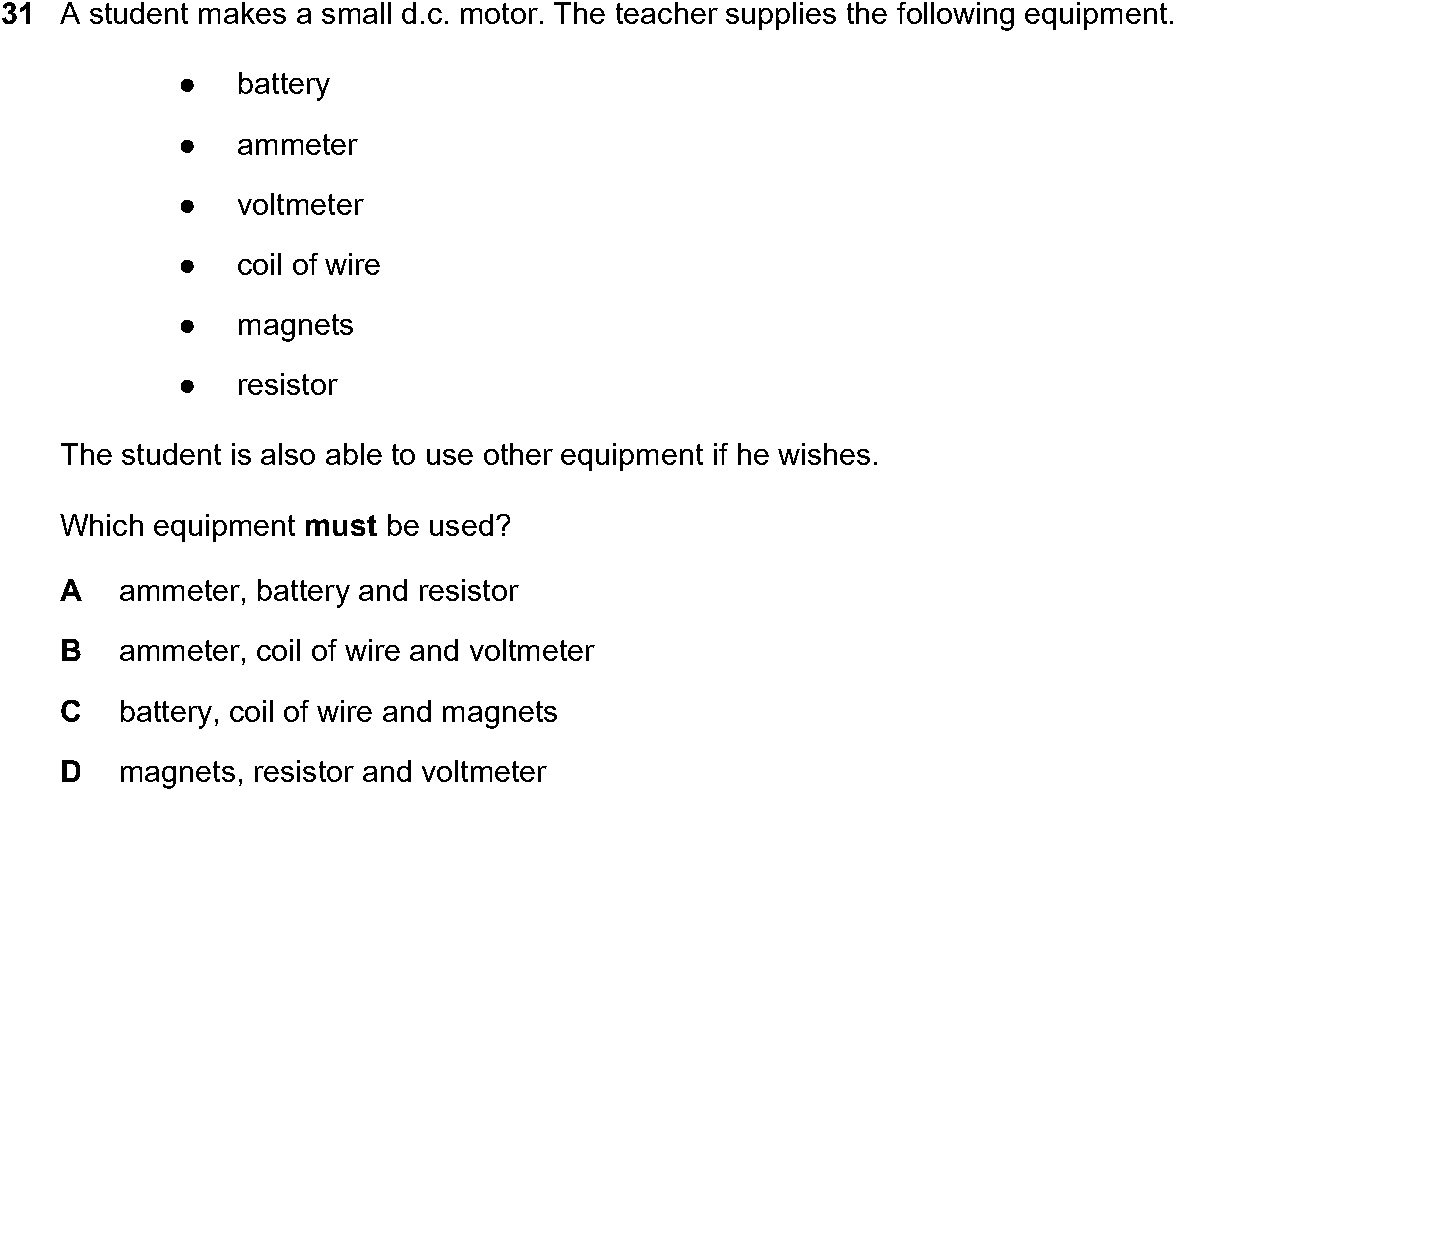 31 A student makes a small d.c. motor. The teacher supplies the following equipment.
● battery
● ammeter
● voltmeter
● coil of wire
● magnets
● resistor
The student is also able to use other equipment if he wishes.
Which equipment must be used?
A ammeter, battery and resistor
B ammeter, coil of wire and voltmeter
C battery, coil of wire and magnets
D magnets, resistor and voltmeter